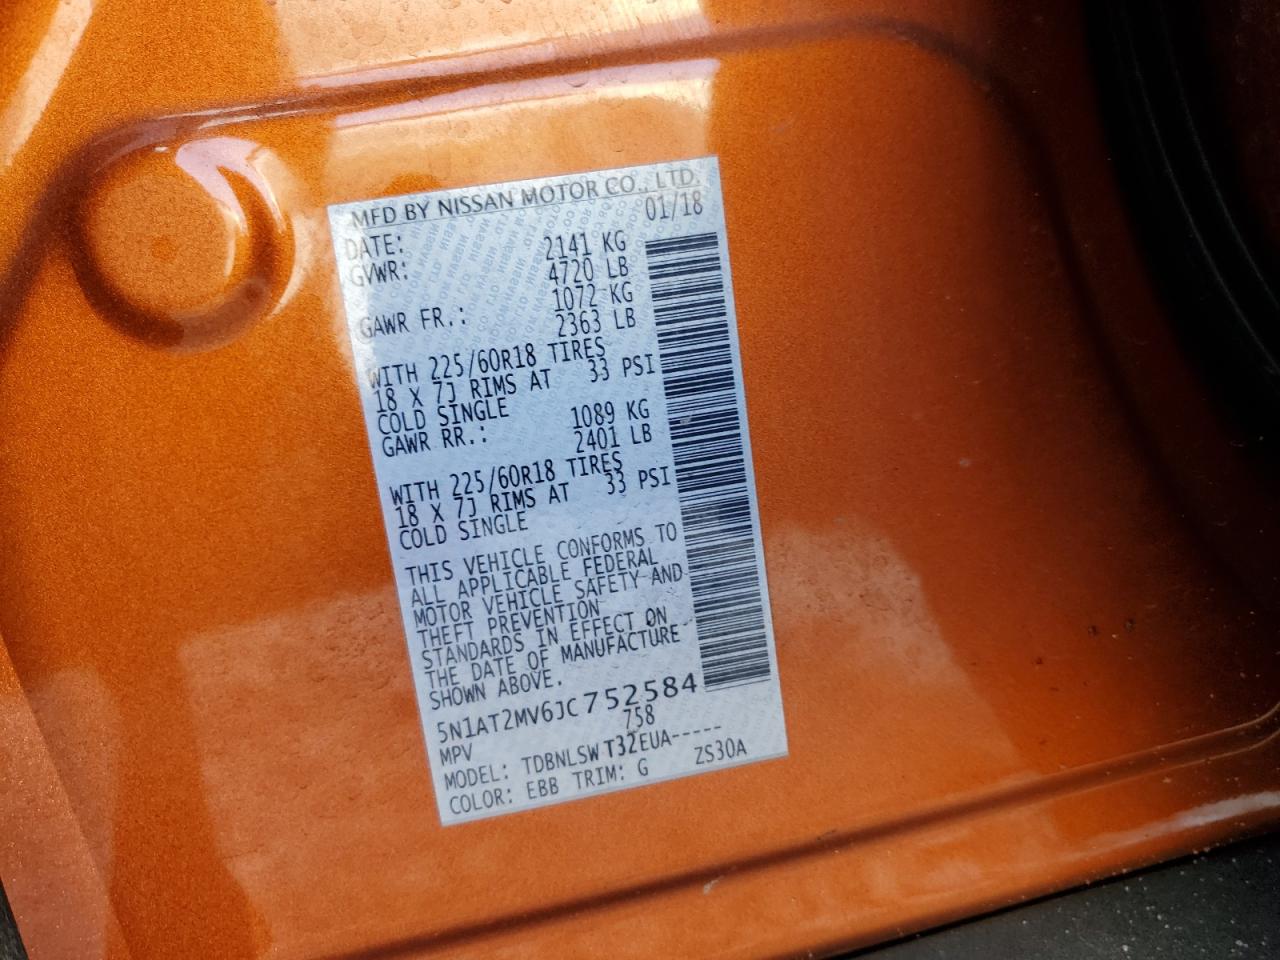 MFD BY NISSAN MOTOR CO., LTD.
DATE: 01/18
GVWR: 2141 KG
4720 LB
GAWR FR.: 1072 KG
2363 LB
WITH 225/60R18 TIRES
18 X 7J RIMS AT 33 PSI
COLD SINGLE
GAWR RR.: 1089 KG
2401 LB
WITH 225/60R18 TIRES
18 X 7J RIMS AT 33 PSI
COLD SINGLE
THIS VEHICLE CONFORMS TO
ALL APPLICABLE FEDERAL
MOTOR VEHICLE SAFETY AND
THEFT PREVENTION
STANDARDS IN EFFECT ON
THE DATE OF MANUFACTURE
SHOWN ABOVE.
5N1AT2MV6JC752584
MPV 758
MODEL: TDBNLSWT32EUA-----
COLOR: EBB TRIM: G ZS30A